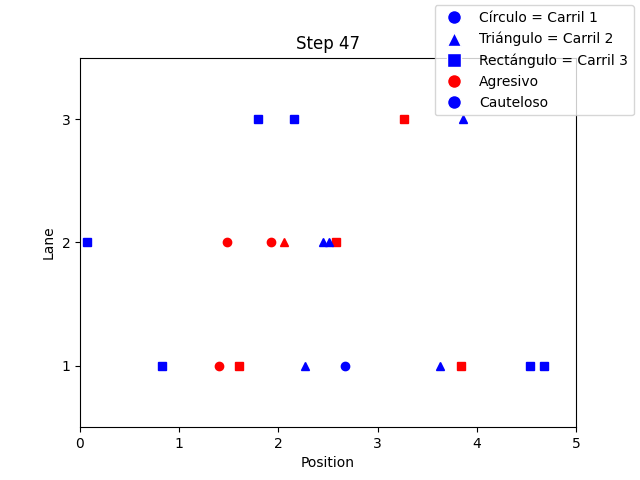 Step 47
Círculo = Carril 1
Triángulo = Carril 2
Rectángulo = Carril 3
Agresivo
Cauteloso
3
2
1
Lane
0 1 2 3 4 5
Position